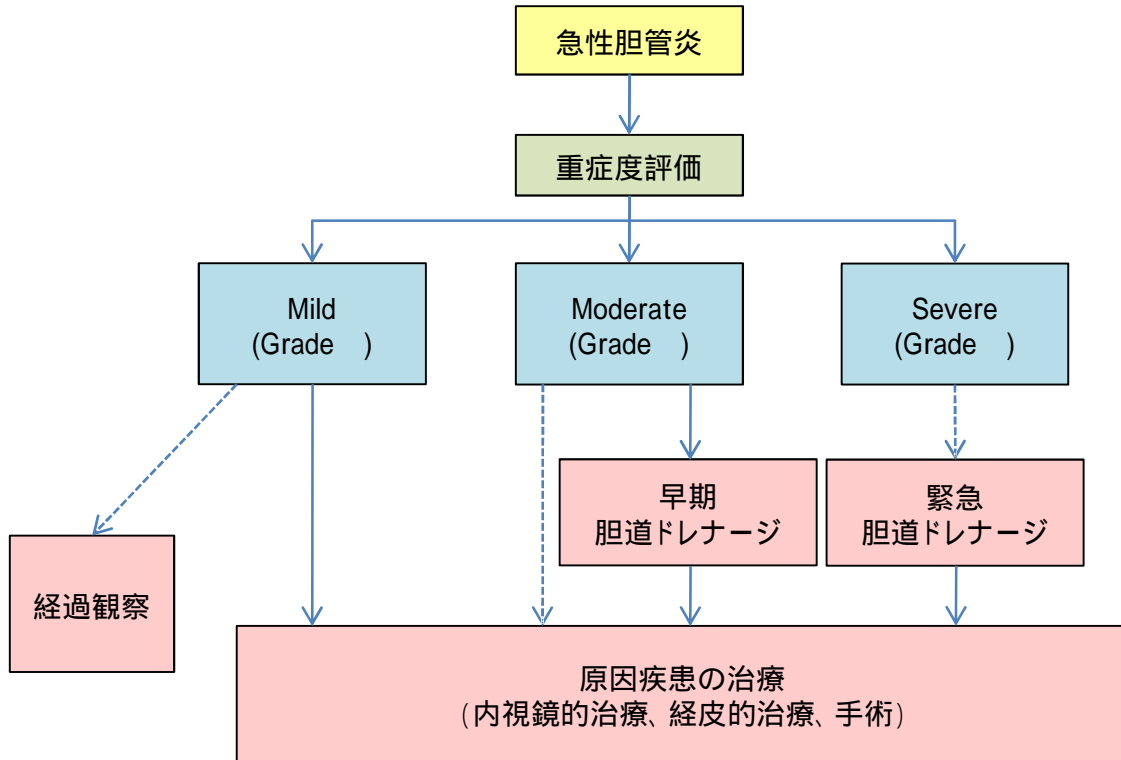 急性胆管炎
重症度評価
Mild
(Grade )
Moderate
(Grade )
Severe
(Grade )
早期
胆道ドレナージ
緊急
胆道ドレナージ
経過観察
原因疾患の治療
(内視鏡的治療、経皮的治療、手術)